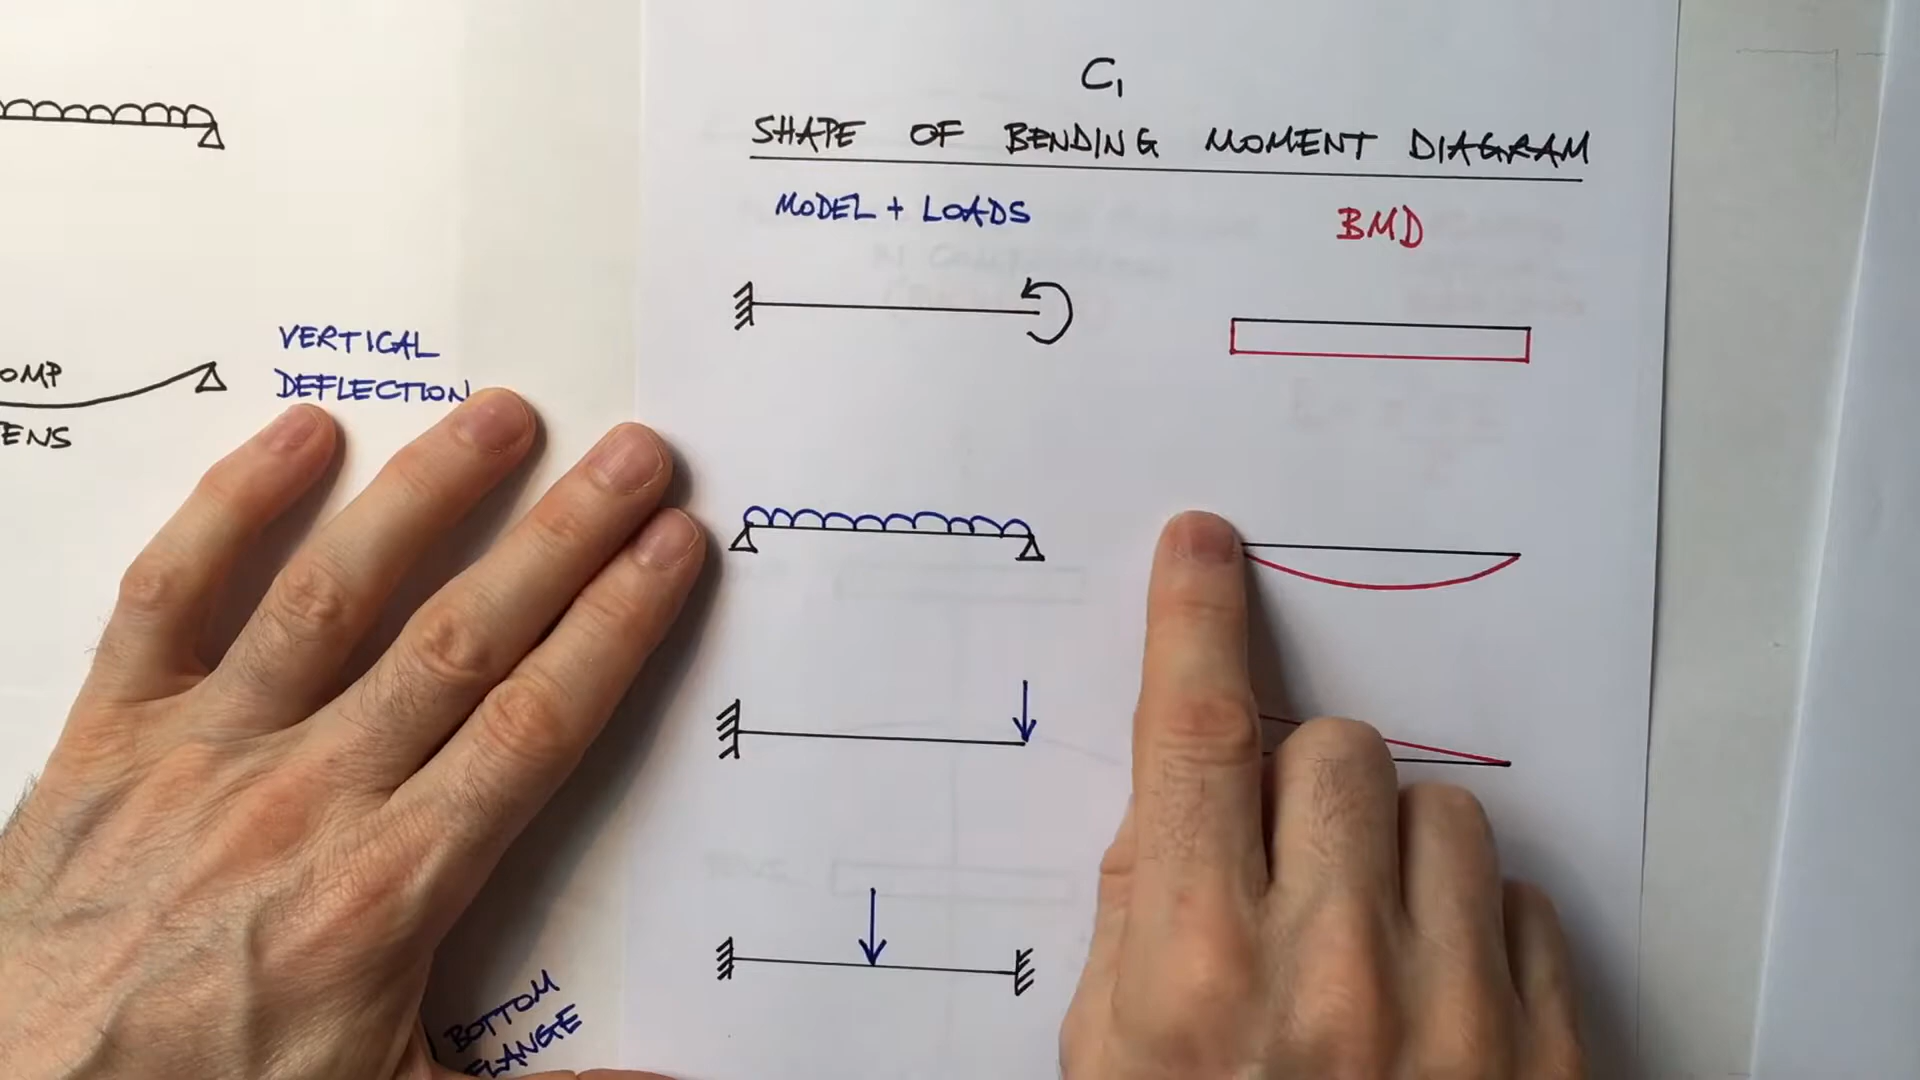 C1
SHAPE OF BENDING MOMENT DIAGRAM
MODEL + LOADS
BMD
VERTICAL
DEFLECTION
OMP
ENS
BOTTOM
FLANGE